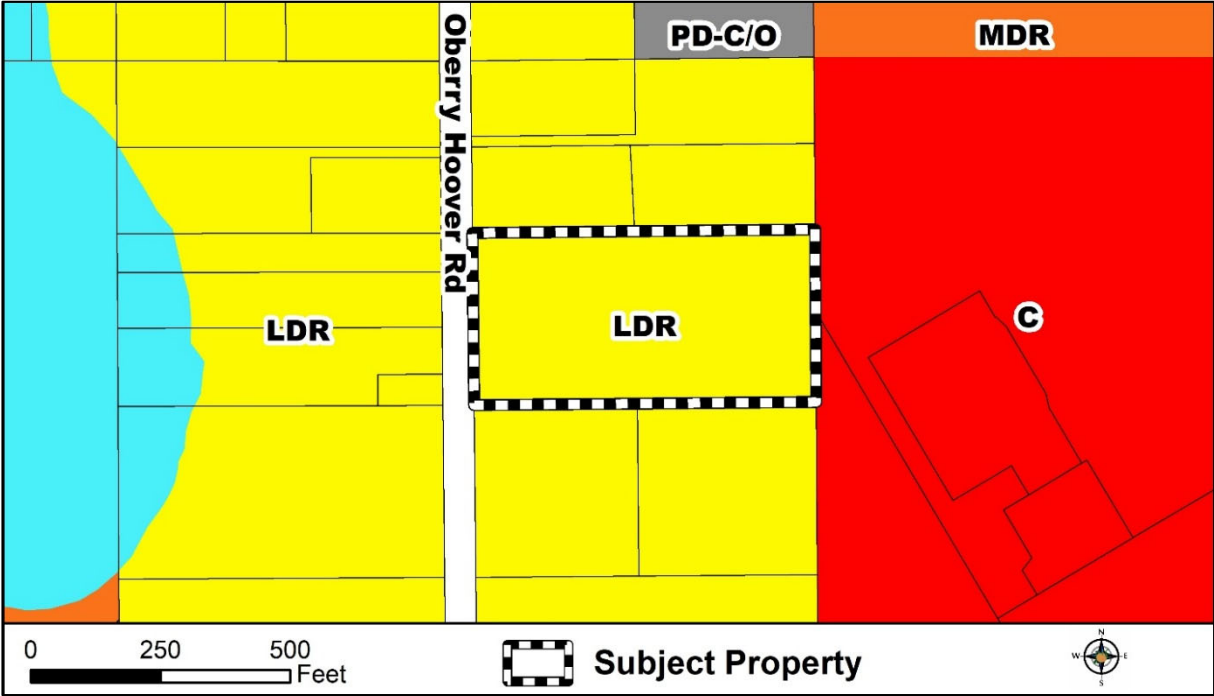 PD-C/O
MDR
Oberry Hoover Rd
LDR
LDR
C
0 250 500
Feet
Subject Property
N
W E
S